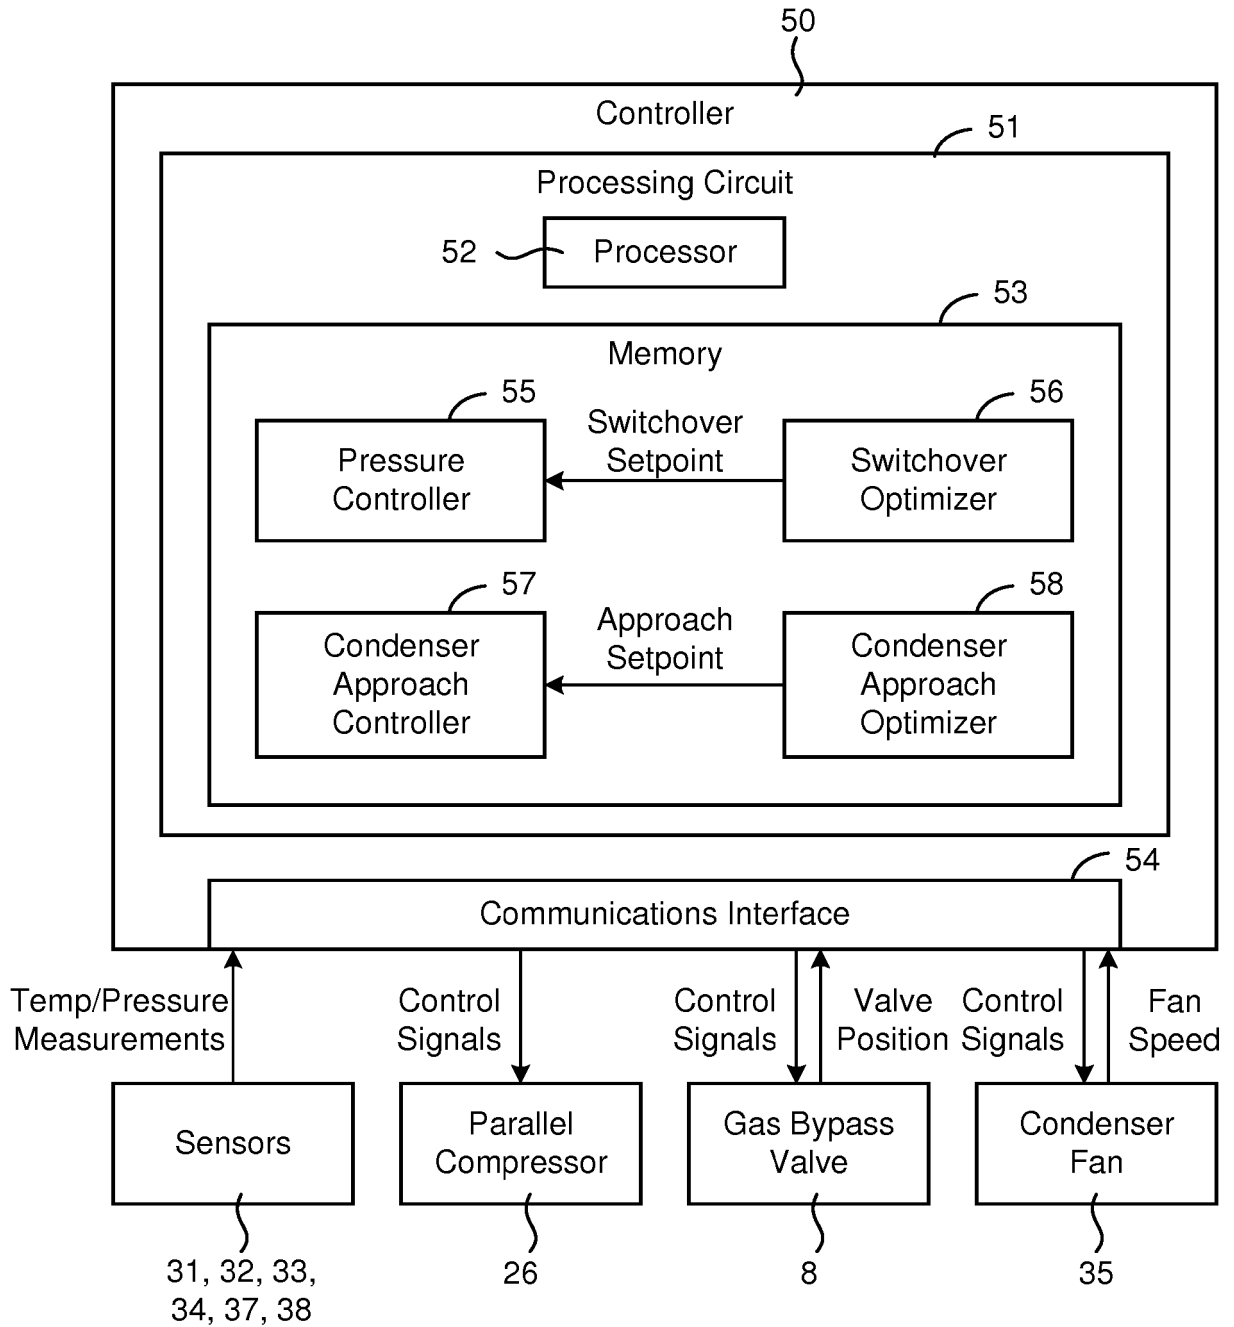 50
Controller
51
Processing Circuit
52
Processor
53
Memory
55
Pressure
Controller
Switchover
Setpoint
56
Switchover
Optimizer
57
Condenser
Approach
Controller
Approach
Setpoint
58
Condenser
Approach
Optimizer
54
Communications Interface
Temp/Pressure
Measurements
Control
Signals
Control
Signals
Valve
Position
Control
Signals
Fan
Speed
Sensors
Parallel
Compressor
Gas Bypass
Valve
Condenser
Fan
31, 32, 33,
34, 37, 38
26
8
35